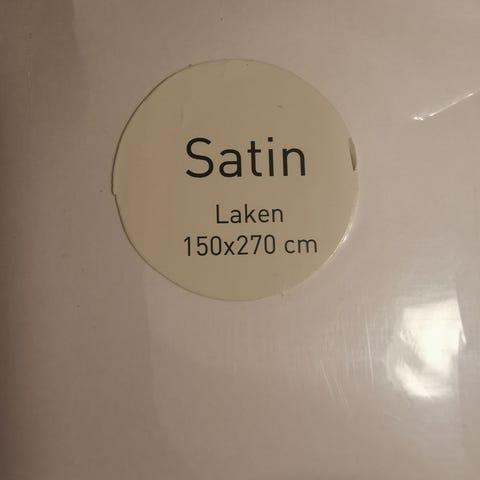 Satin
Laken
150x270 cm